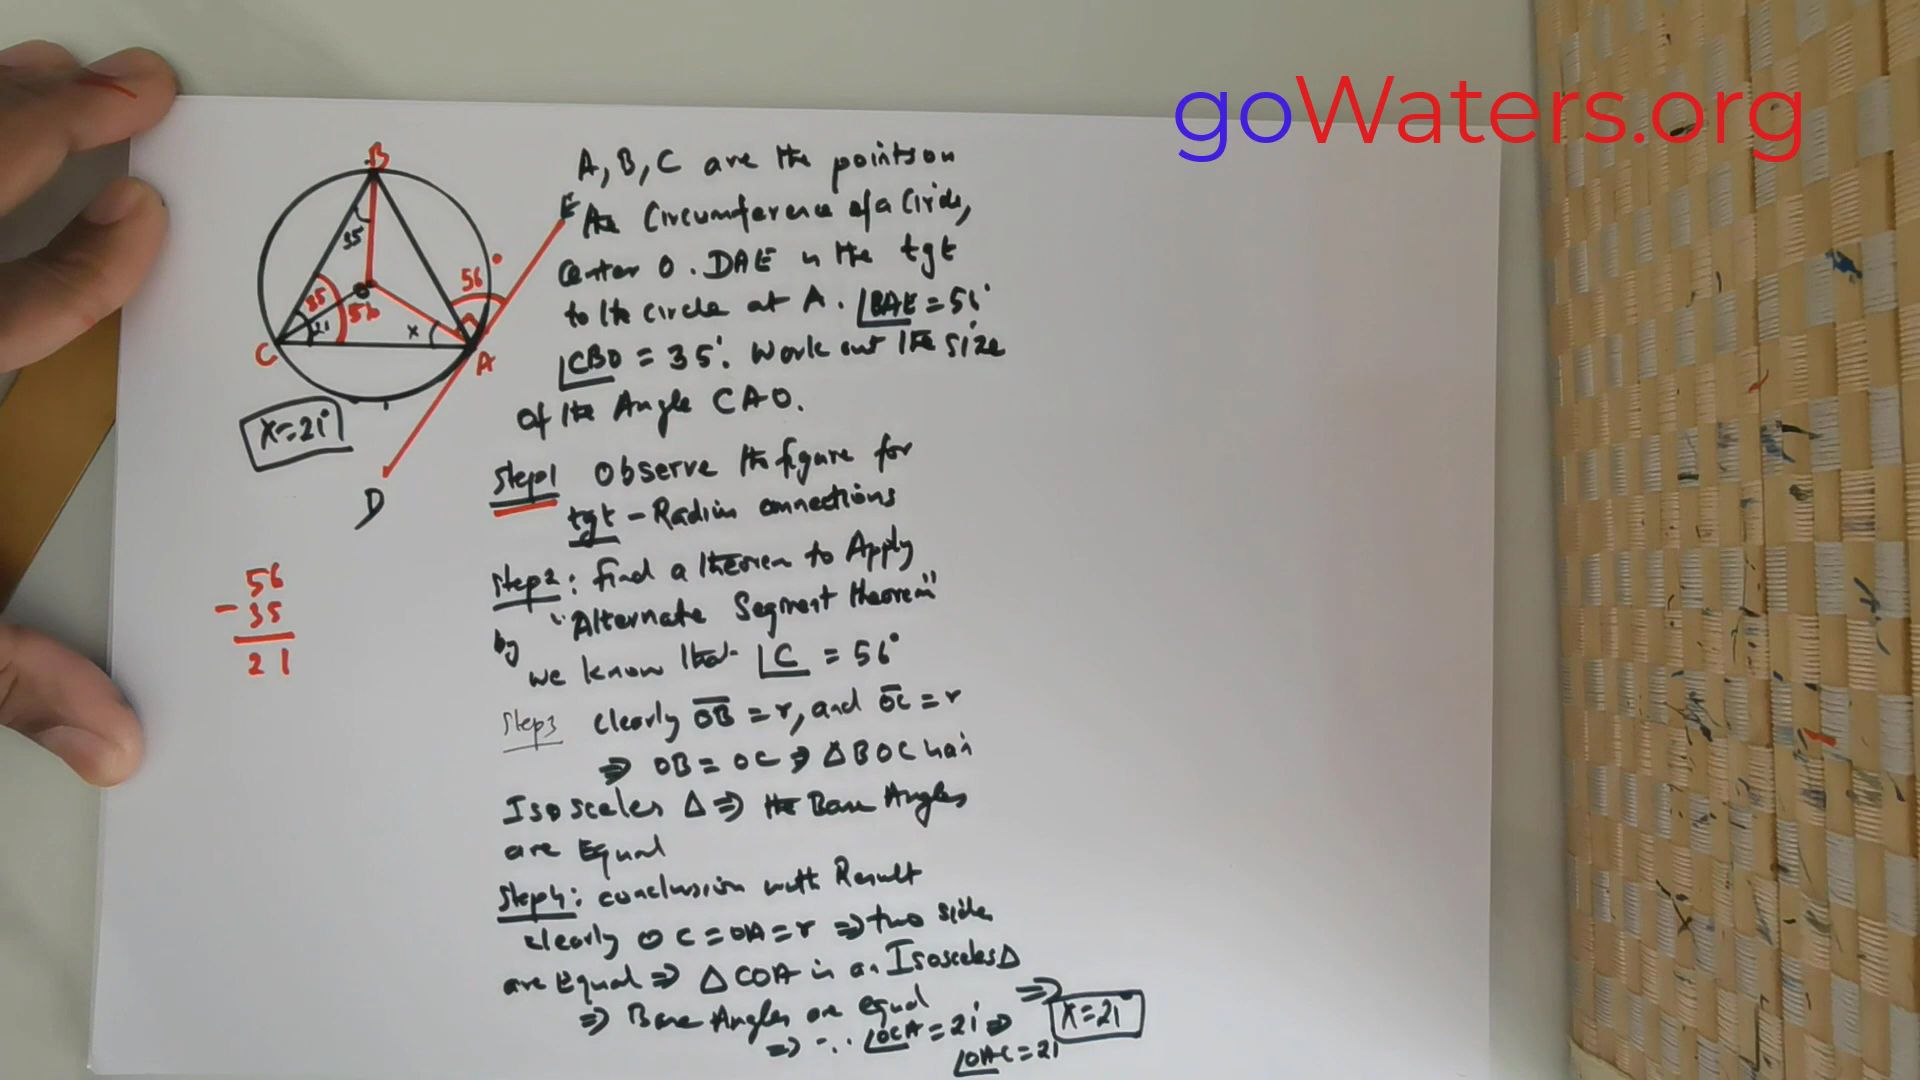 goWaters.org
B
E
56°
35
35
56
21
x
C
A
x=21°
D
56
- 35
21
A, B, C are the points on
the Circumference of a Circle,
Center O. DAE is the tgt
to the circle at A. ∠BAE = 56°
∠CBO = 35°. Work out the size
of the Angle CAO.
Step1 Observe the figure for
tgt - Radius connections
Step2: find a theorem to Apply
by "Alternate Segment theorem"
we know that ∠C = 56°
Step3 clearly OB = r, and OC = r
⇒ OB = OC ⇒ △BOC has
Isosceles △ ⇒ the Base Angles
are Equal
Step4: conclusion with Result
clearly OC = OA = r ⇒ two sides
are Equal ⇒ △COA is an Isosceles △
⇒ Base Angles are equal
⇒ ∵ ∠OCA = 21° ⇒
∠OAC = 21
⇒ x = 21°